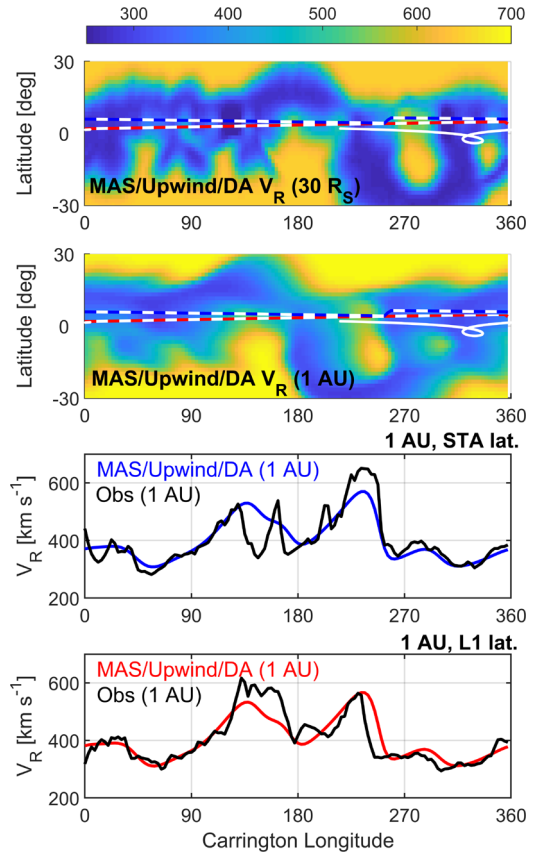 300 400 500 600 700
30
0
-30
Latitude [deg]
MAS/Upwind/DA V_R (30 R_S)
0 90 180 270 360
30
0
-30
Latitude [deg]
MAS/Upwind/DA V_R (1 AU)
0 90 180 270 360
1 AU, STA lat.
600
400
200
V_R [km s^-1]
MAS/Upwind/DA (1 AU)
Obs (1 AU)
0 90 180 270 360
1 AU, L1 lat.
600
400
200
V_R [km s^-1]
MAS/Upwind/DA (1 AU)
Obs (1 AU)
0 90 180 270 360
Carrington Longitude